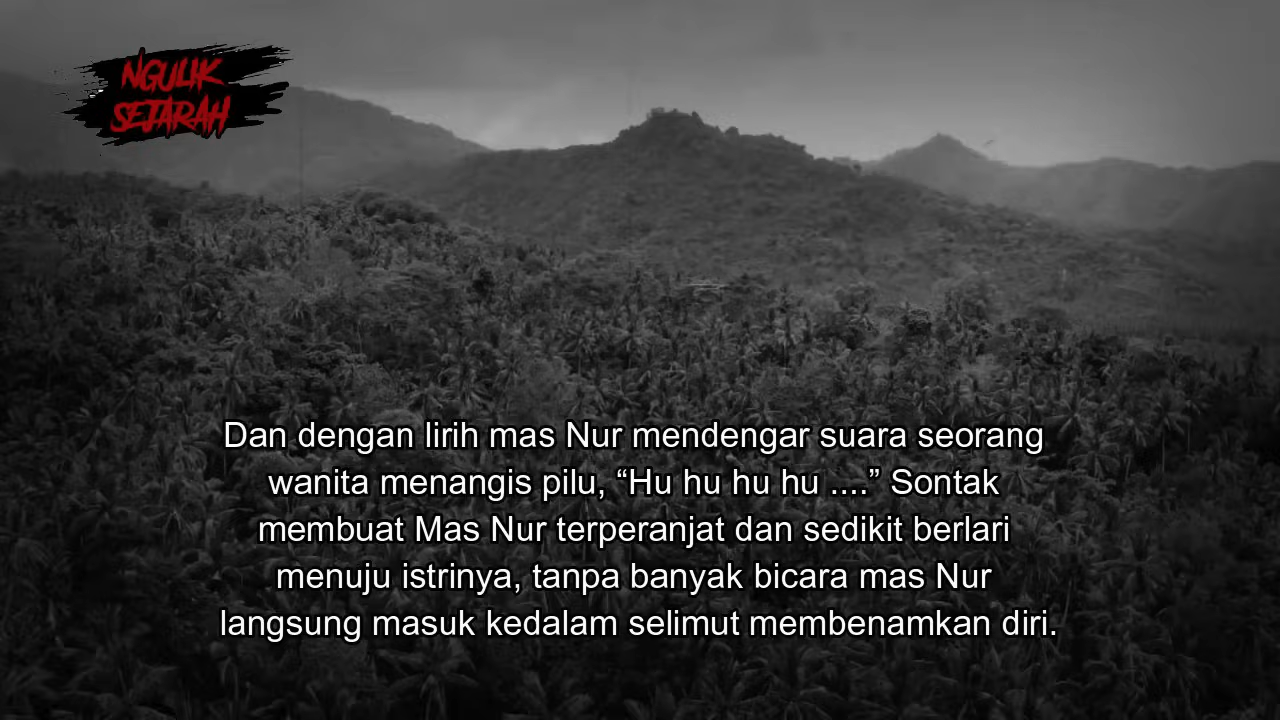 NGULIK
SEJARAH
Dan dengan lirih mas Nur mendengar suara seorang
wanita menangis pilu, “Hu hu hu hu ....” Sontak
membuat Mas Nur terperanjat dan sedikit berlari
menuju istrinya, tanpa banyak bicara mas Nur
langsung masuk kedalam selimut membenamkan diri.